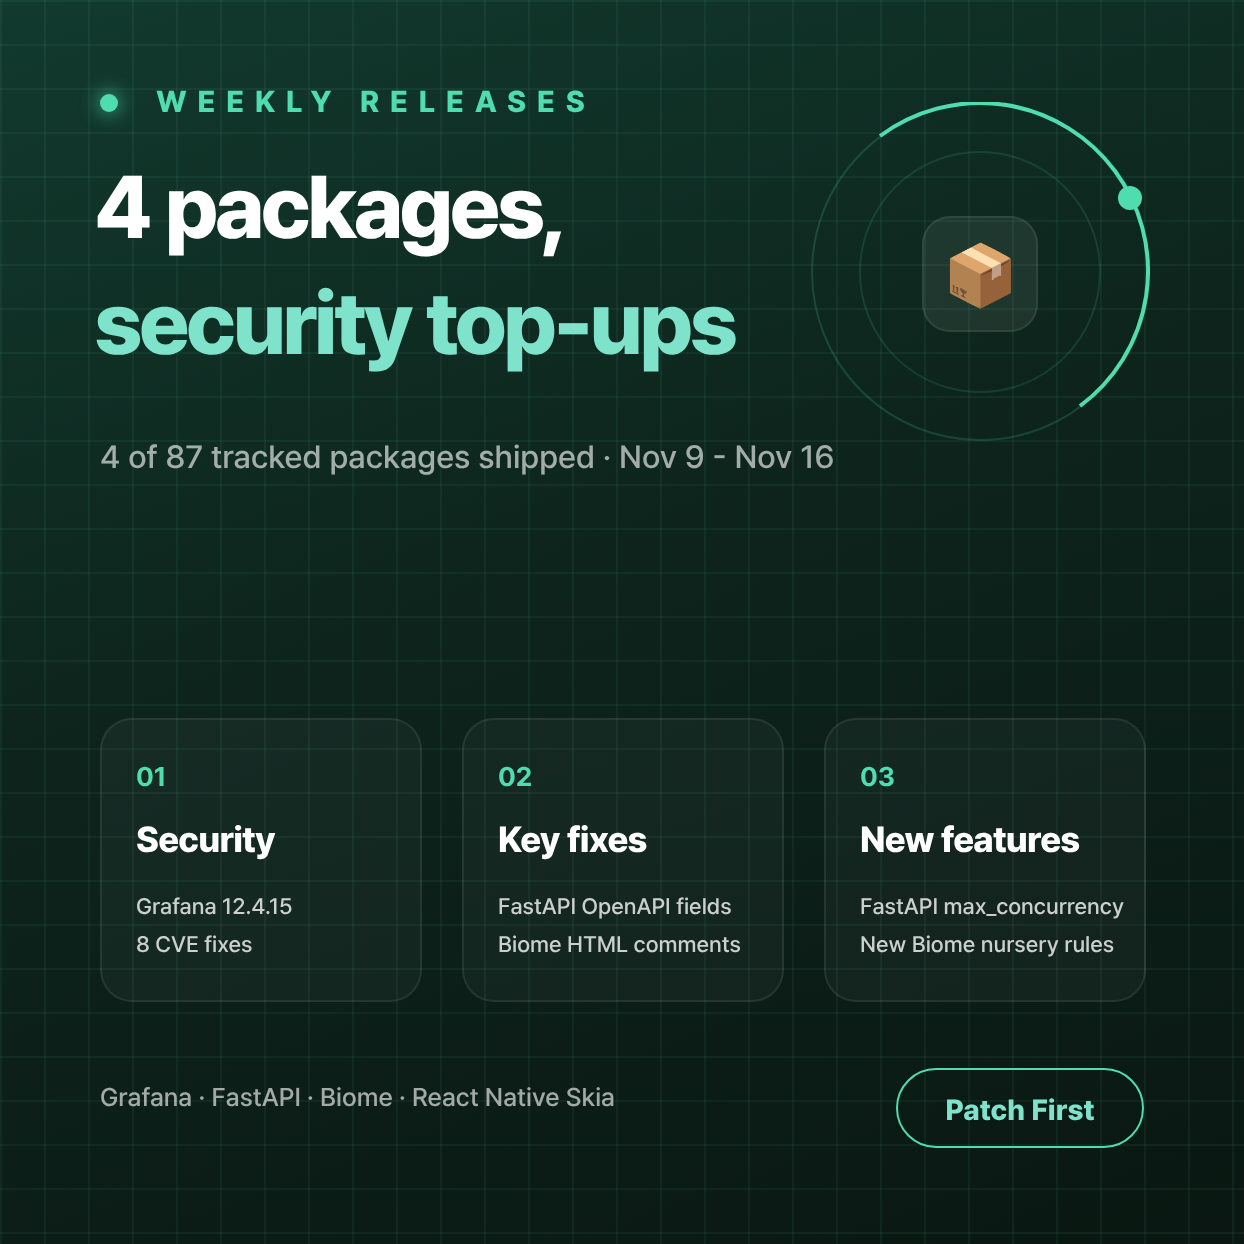 WEEKLY RELEASES
4 packages,
security top-ups
4 of 87 tracked packages shipped · Nov 9 - Nov 16
01
Security
Grafana 12.4.15
8 CVE fixes
02
Key fixes
FastAPI OpenAPI fields
Biome HTML comments
03
New features
FastAPI max_concurrency
New Biome nursery rules
Grafana · FastAPI · Biome · React Native Skia
Patch First